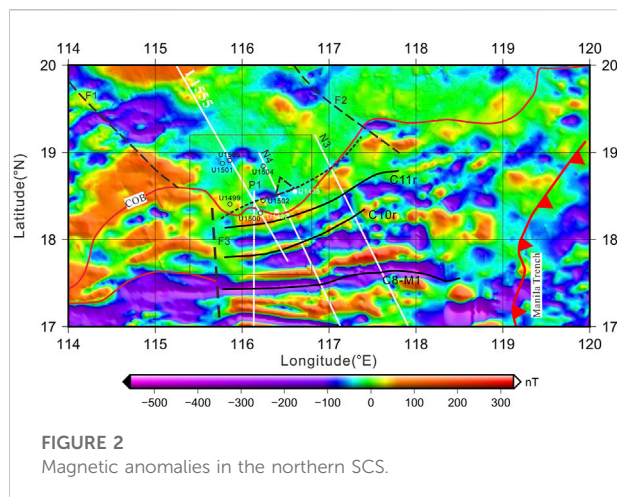 114 115 116 117 118 119 120
20 20
19 19
18 18
17 17
114 115 116 117 118 119 120
Latitude(°N)
Longitude(°E)
L1555
F1
F2
N3
N4
U1501
U1504
P1
COB
U1499
U1502
U1500
C11r
C10r
F3
C8-M1
Manila Trench
−500 −400 −300 −200 −100 0 100 200 300
nT
FIGURE 2
Magnetic anomalies in the northern SCS.